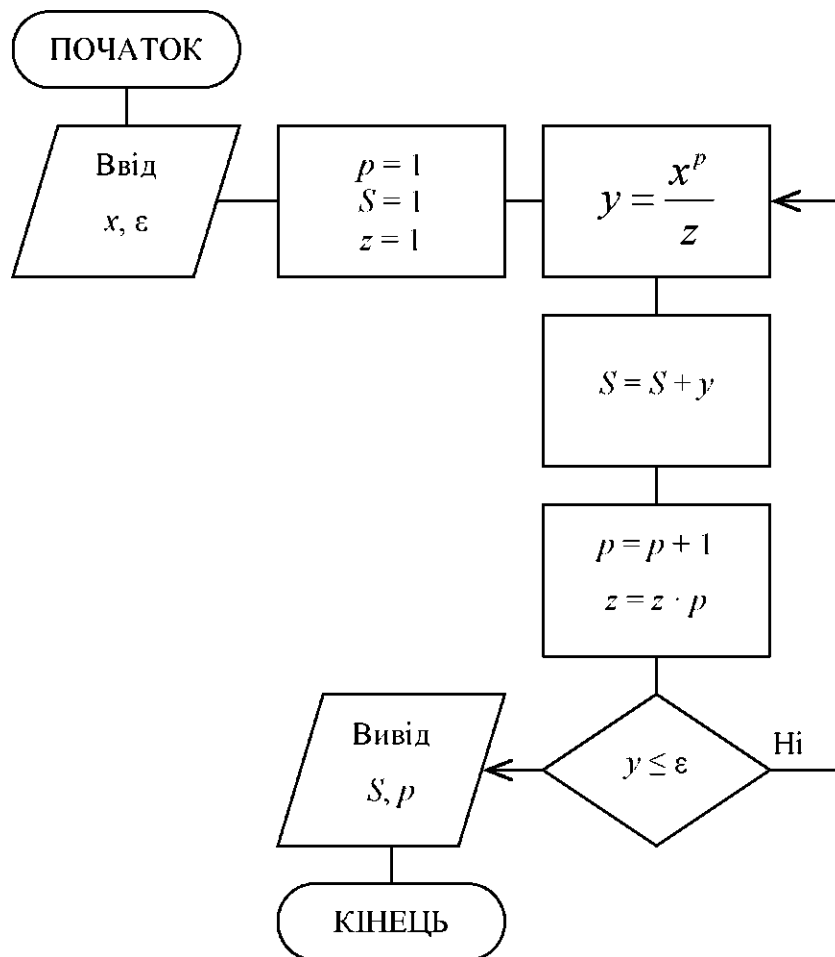 ПОЧАТОК
Ввід
x, ε
p = 1
S = 1
z = 1
y = x^p / z
S = S + y
p = p + 1
z = z · p
y ≤ ε
Ні
Вивід
S, p
КІНЕЦЬ